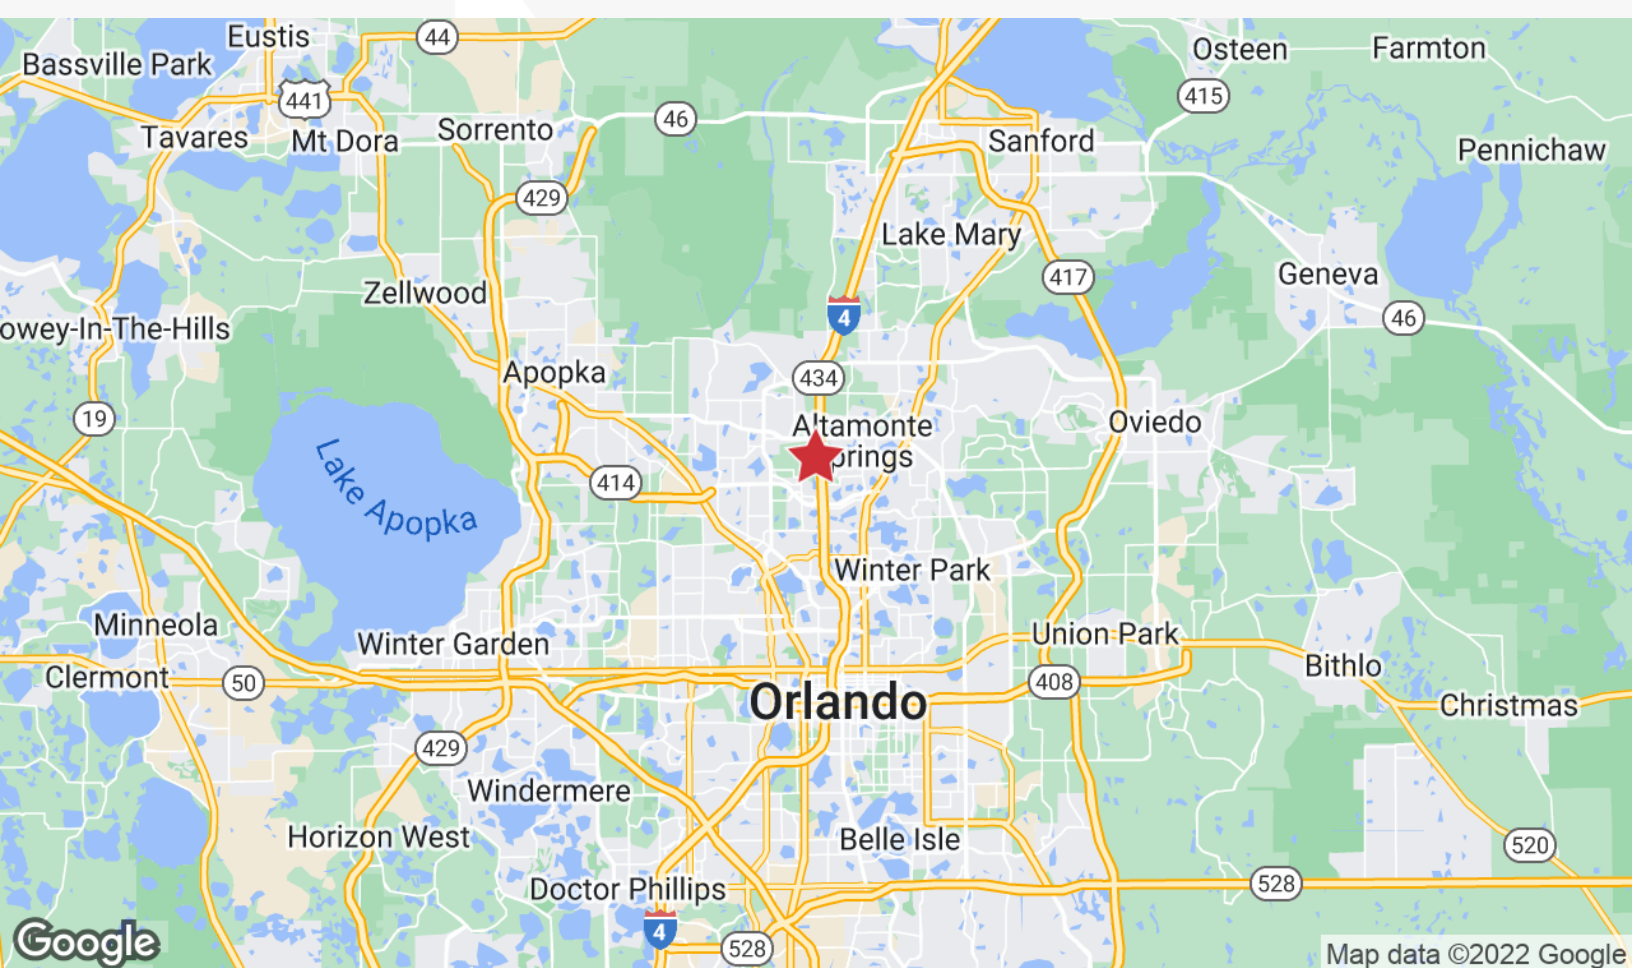 Eustis
44
Osteen
Farmton
Bassville Park
441
415
46
Tavares
Mt Dora
Sorrento
Sanford
Pennichaw
429
Lake Mary
417
Geneva
Zellwood
4
46
owey-In-The-Hills
Apopka
434
19
Altamonte
Springs
Oviedo
414
Lake Apopka
Winter Park
Minneola
Winter Garden
Union Park
Bithlo
Clermont
50
408
Orlando
Christmas
429
Windermere
Horizon West
Belle Isle
520
Doctor Phillips
528
4
528
Google
Map data ©2022 Google